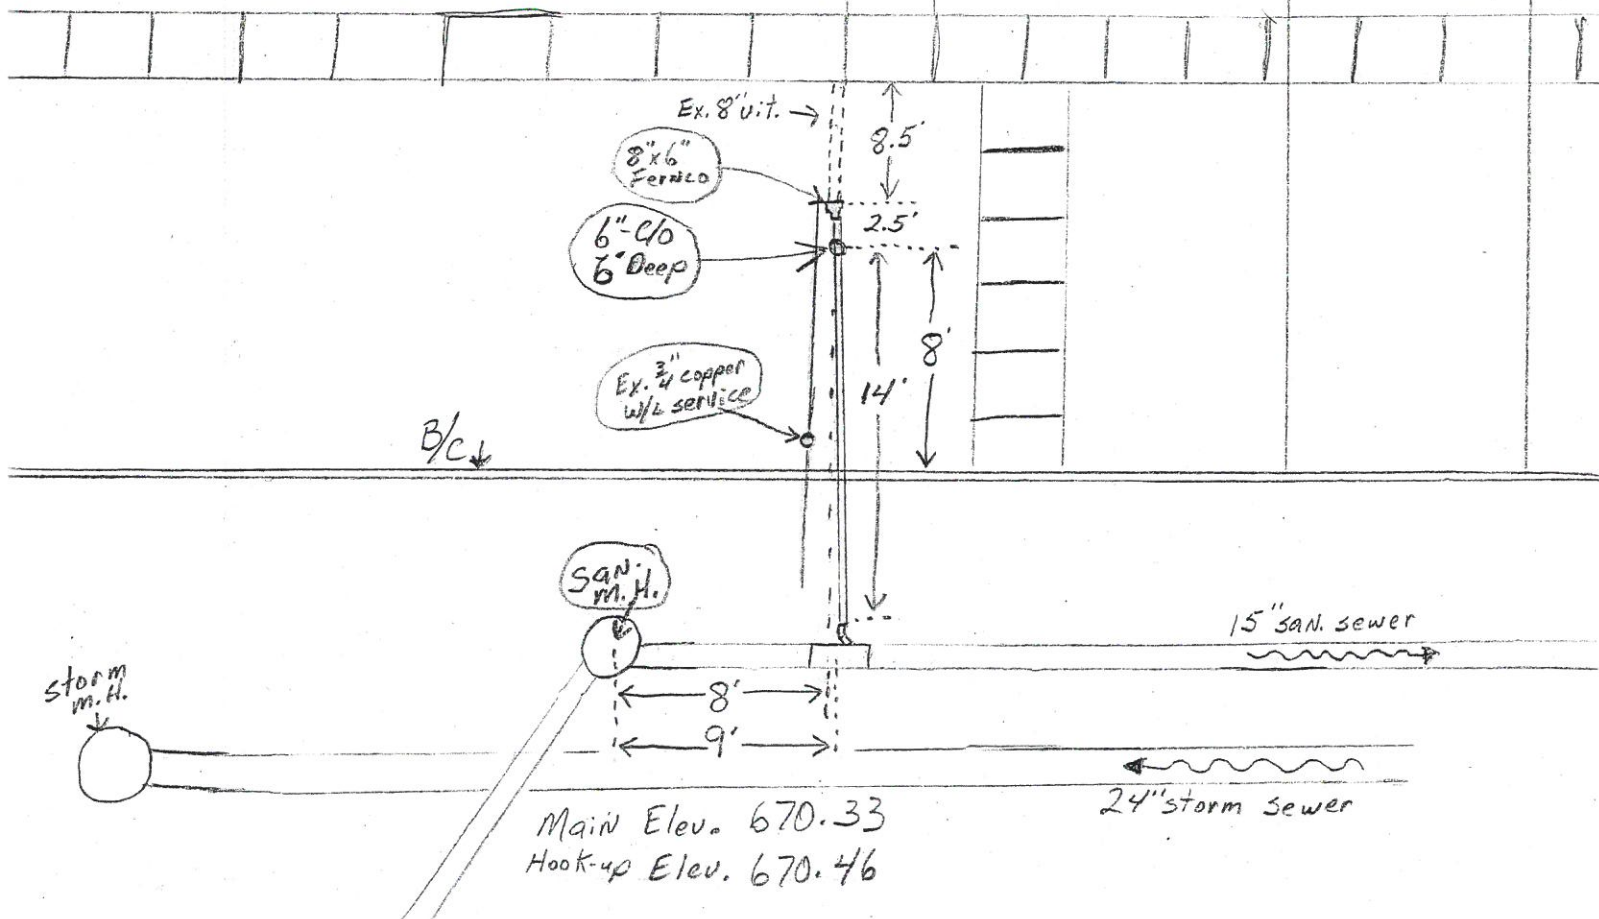 Ex. 8" vit.
8.5'
8"x6"
Fernco
2.5'
6"-C/O
6' Deep
8'
Ex. 3/4" copper
W/L service
14'
B/C
San.
M.H.
15" san. sewer
storm
m.H.
8'
9'
24" storm sewer
Main Elev. 670.33
Hook-up Elev. 670.46